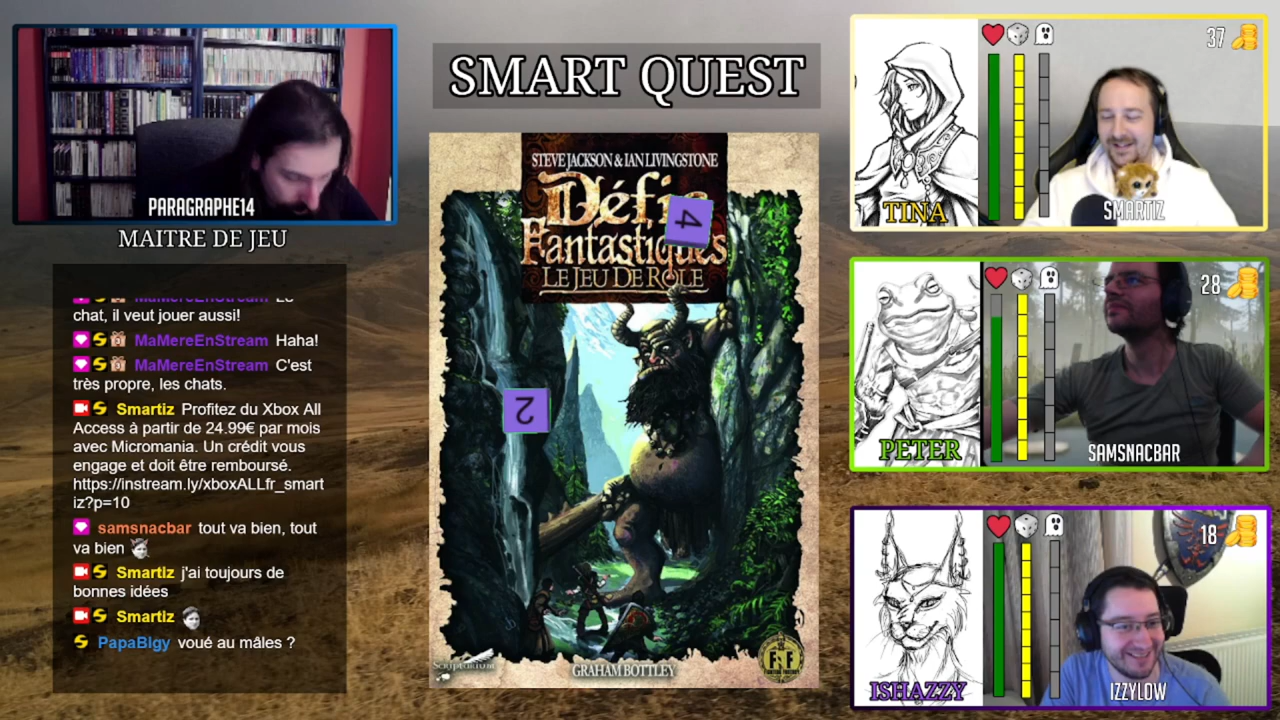 PARAGRAPHE14
MAITRE DE JEU
MaMereEnStream Le
chat, il veut jouer aussi!
MaMereEnStream Haha!
MaMereEnStream C'est
très propre, les chats.
Smartiz Profitez du Xbox All
Access à partir de 24.99€ par mois
avec Micromania. Un crédit vous
engage et doit être remboursé.
https://instream.ly/xboxALLfr_smart
iz?p=10
samsnacbar tout va bien, tout
va bien
Smartiz j'ai toujours de
bonnes idées
Smartiz
PapaBIgy voué au mâles ?
SMART QUEST
STEVE JACKSON & IAN LIVINGSTONE
Défis
Fantastiques
LE JEU DE RÔLE
4
2
SCRIPTARIUM
GRAHAM BOTTLEY
FF
37
TINA
SMARTIZ
28
PETER
SAMSNACBAR
18
ISHAZZY
IZZYLOW